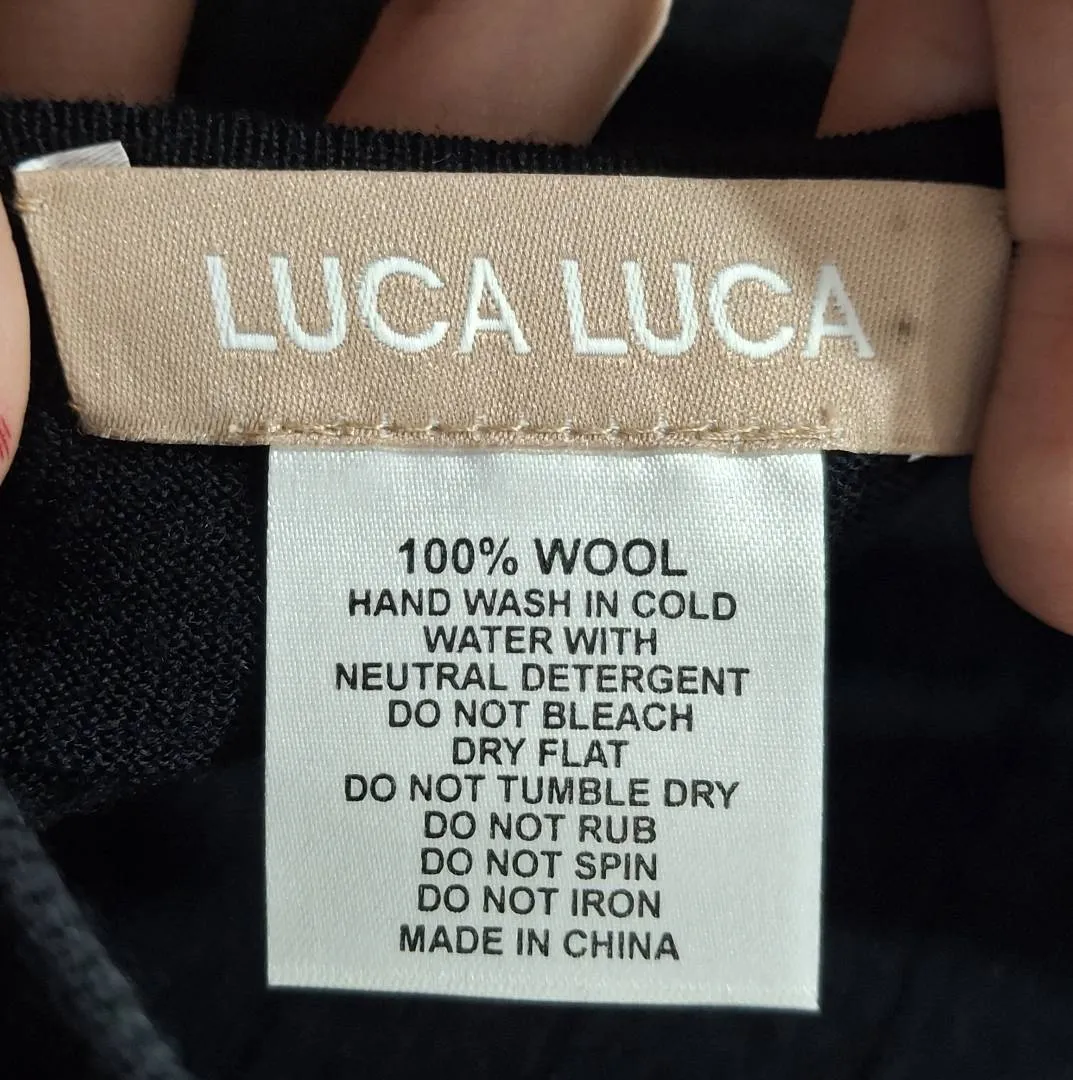 LUCA LUCA
100% WOOL
HAND WASH IN COLD
WATER WITH
NEUTRAL DETERGENT
DO NOT BLEACH
DRY FLAT
DO NOT TUMBLE DRY
DO NOT RUB
DO NOT SPIN
DO NOT IRON
MADE IN CHINA